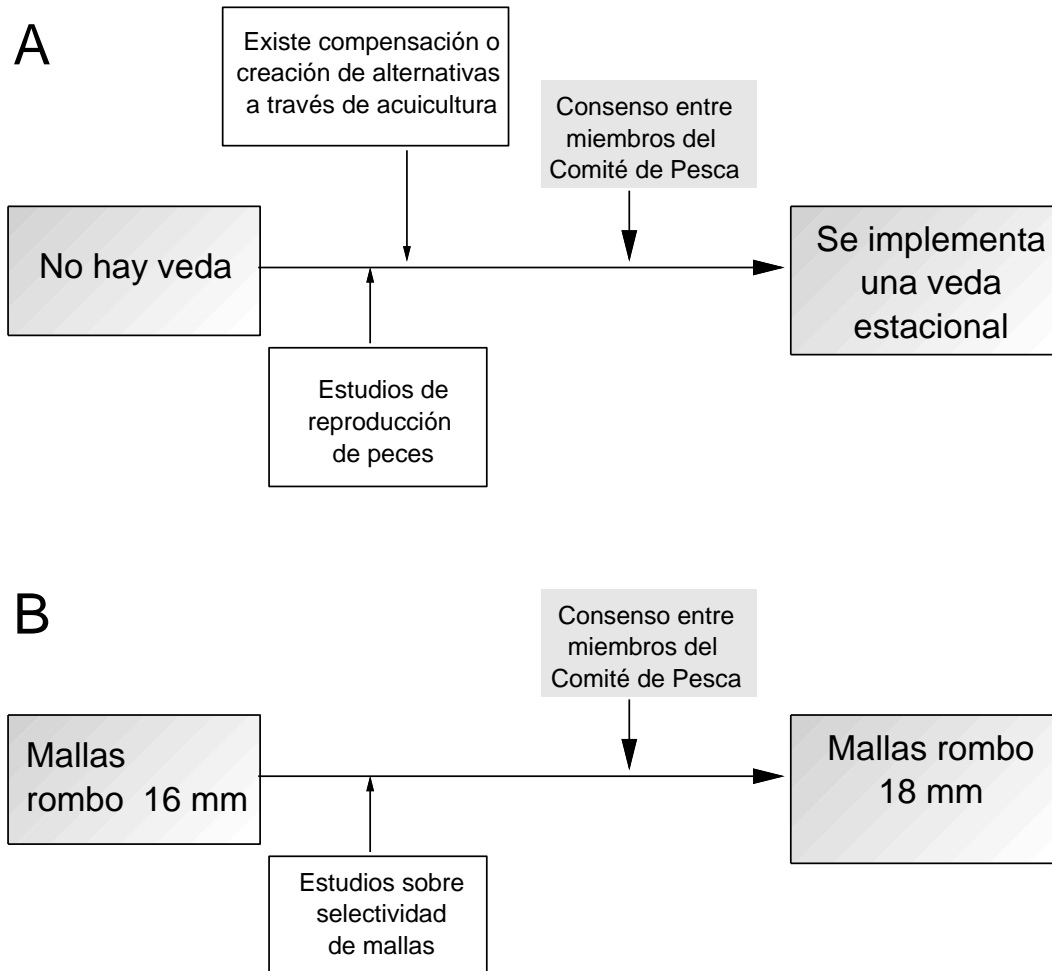 A
Existe compensación o
creación de alternativas
a través de acuicultura
Consenso entre
miembros del
Comité de Pesca
No hay veda
Se implementa
una veda
estacional
Estudios de
reproducción
de peces
B
Consenso entre
miembros del
Comité de Pesca
Mallas
rombo 16 mm
Mallas rombo
18 mm
Estudios sobre
selectividad
de mallas